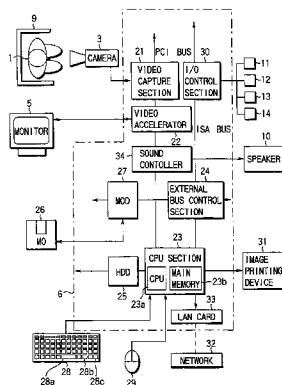 9
3
1
CAMERA
21
PCI BUS
30
VIDEO CAPTURE SECTION
I/O CONTROL SECTION
11
12
13
14
5
MONITOR
VIDEO ACCELERATOR
22
ISA BUS
34
SOUND CONTOLLER
10
SPEAKER
27
24
MOD
EXTERNAL BUS CONTROL SECTION
26
MO
23
CPU SECTION
31
HDD
CPU
MAIN MEMORY
IMAGE PRINTING DEVICE
6
25
23a
23b
33
LAN CARD
32
NETWORK
28a
28
28b
28c
29